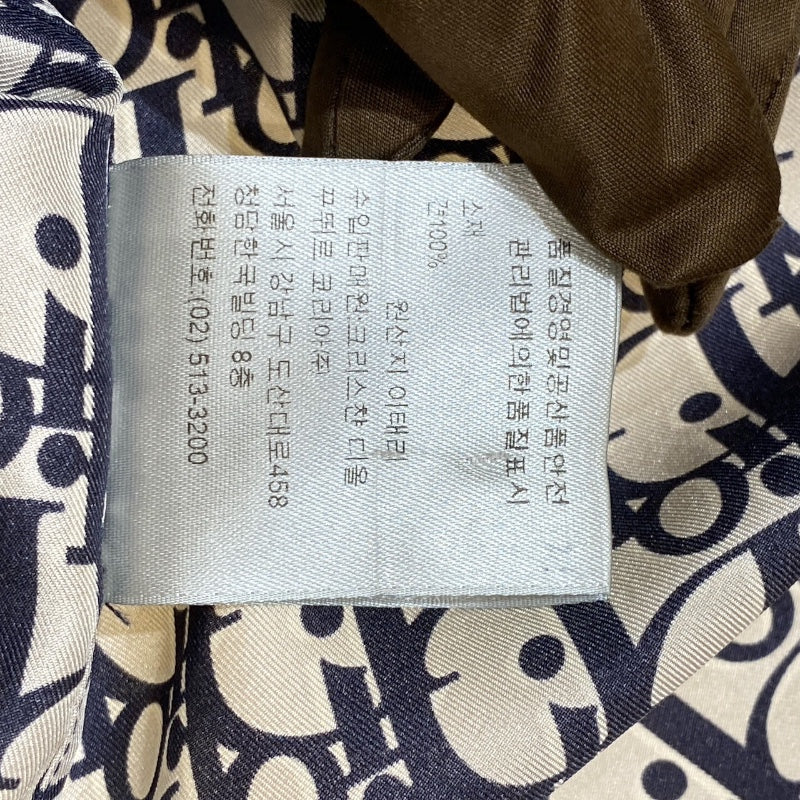 품질경영및공산품안전
관리법에의한 품질표시
소재
견100%
원산지 이태리
수입판매원:크리스챤 디올
꾸뛰르 코리아㈜
서울시 강남구 도산대로458
청담한국빌딩 8층
전화번호:(02) 513-3200